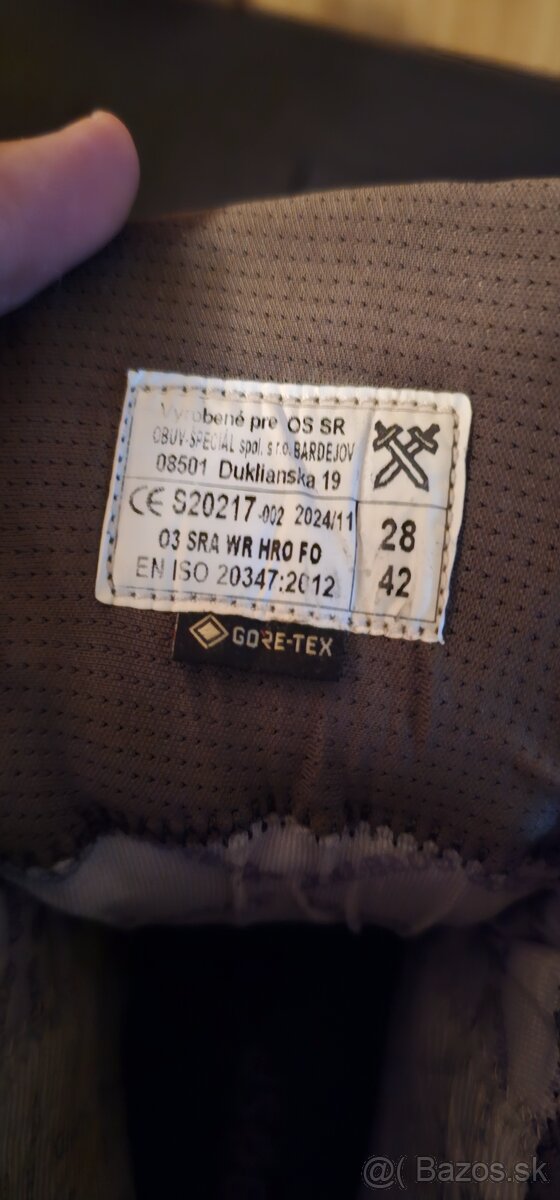 Vyrobené pre OS SR
OBUV-ŠPECIÁL spol. s r.o. BARDEJOV
08501 Duklianska 19
CE S20217-002 2024/11
03 SRA WR HRO FO
EN ISO 20347:2012
28
42
GORE-TEX
@( Bazos.sk